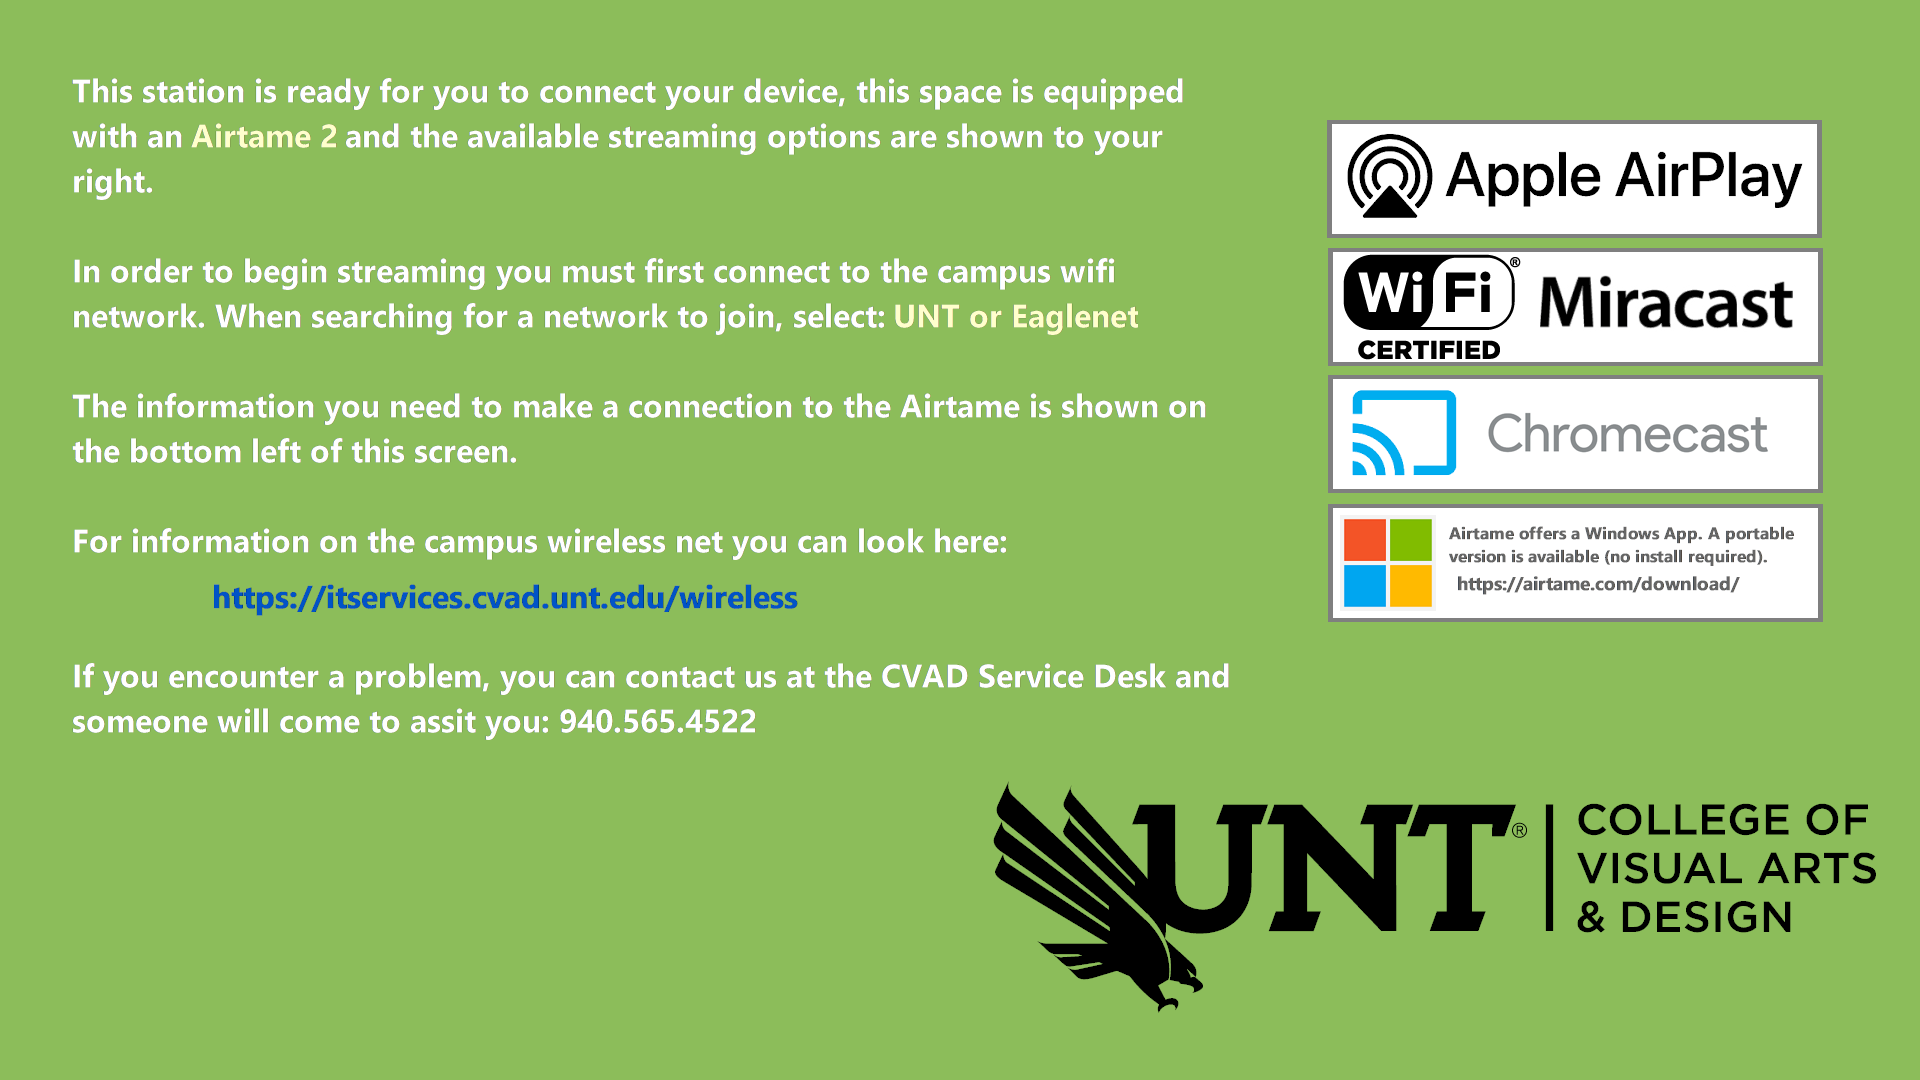 This station is ready for you to connect your device, this space is equipped
with an Airtame 2 and the available streaming options are shown to your
right.
In order to begin streaming you must first connect to the campus wifi
network. When searching for a network to join, select: UNT or Eaglenet
The information you need to make a connection to the Airtame is shown on
the bottom left of this screen.
For information on the campus wireless net you can look here:
https://itservices.cvad.unt.edu/wireless
If you encounter a problem, you can contact us at the CVAD Service Desk and
someone will come to assit you: 940.565.4522
Apple AirPlay
Wi Fi® Miracast
CERTIFIED
Chromecast
Airtame offers a Windows App. A portable
version is available (no install required).
https://airtame.com/download/
UNT®
COLLEGE OF
VISUAL ARTS
& DESIGN